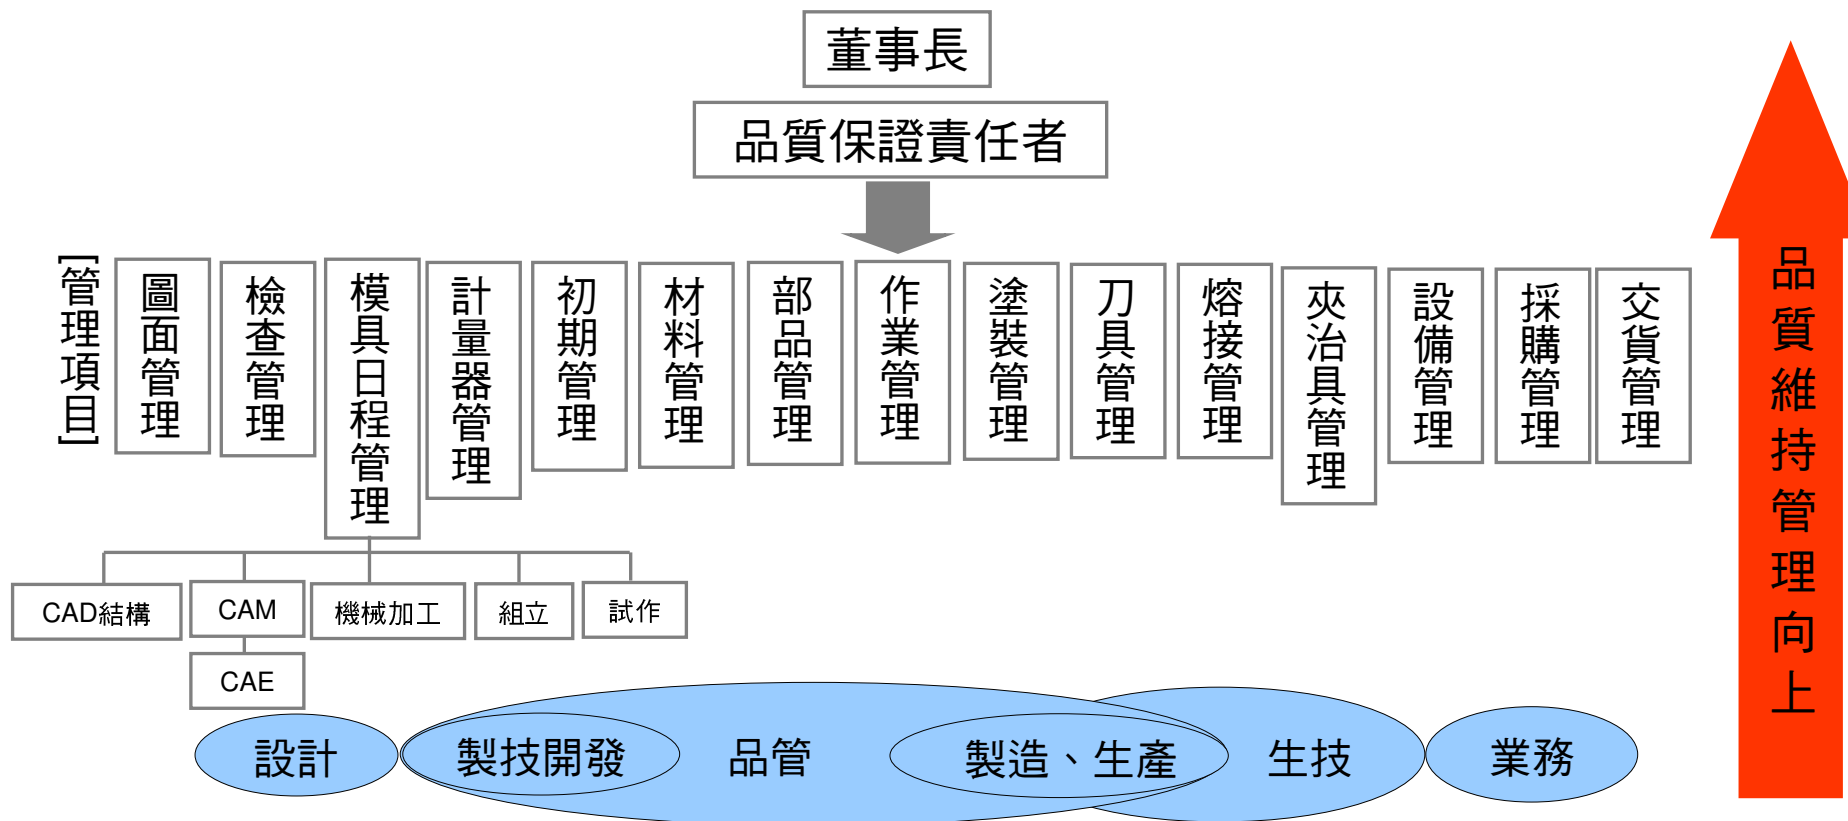 董事長
品質保證責任者
[管理項目]
圖面管理
檢查管理
模具日程管理
計量器管理
初期管理
材料管理
部品管理
作業管理
塗裝管理
刀具管理
熔接管理
夾治具管理
設備管理
採購管理
交貨管理
CAD結構
CAM
機械加工
組立
試作
CAE
設計
製技開發
品管
製造、生產
生技
業務
品質維持管理向上